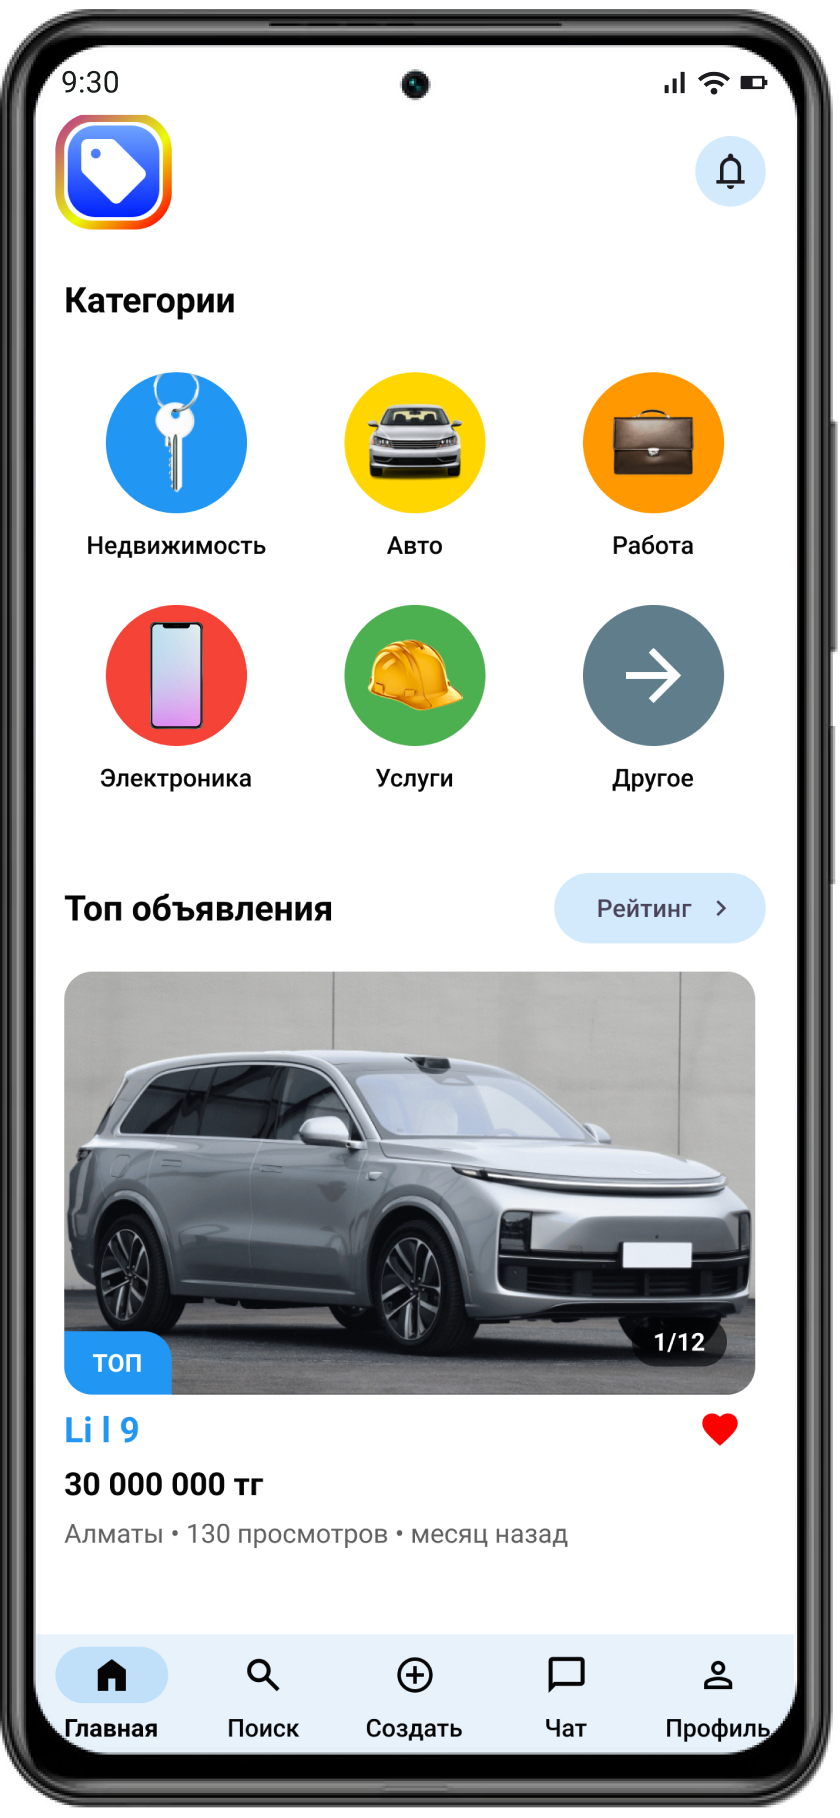 9:30
Категории
Недвижимость
Авто
Работа
Электроника
Услуги
Другое
Топ объявления
Рейтинг
1/12
ТОП
Li l 9
30 000 000 тг
Алматы • 130 просмотров • месяц назад
Главная
Поиск
Создать
Чат
Профиль